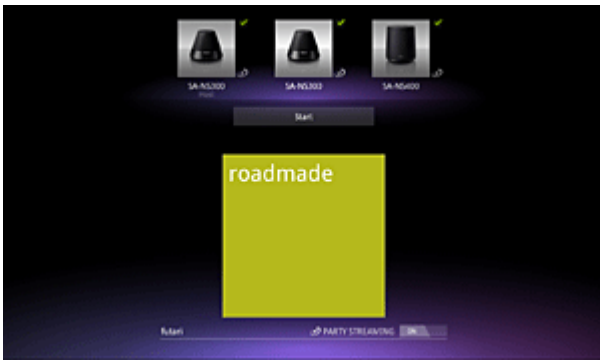 SA-NS300 SA-NS300 SA-NS400
Start
roadmade
futari PARTY STREAMING ON